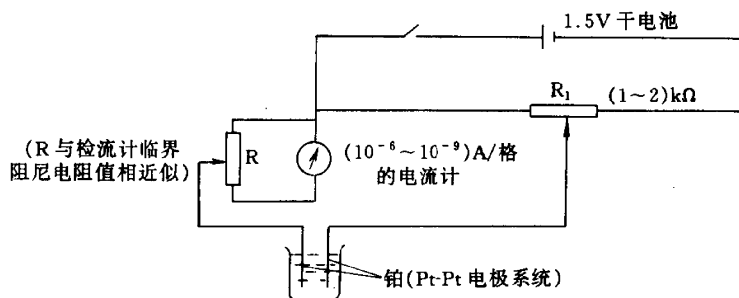 1.5V 干电池
R₁
(1~2)kΩ
(R 与检流计临界
阻尼电阻值相近似)
R
(10⁻⁶~10⁻⁹)A/格
的电流计
铂(Pt-Pt 电极系统)